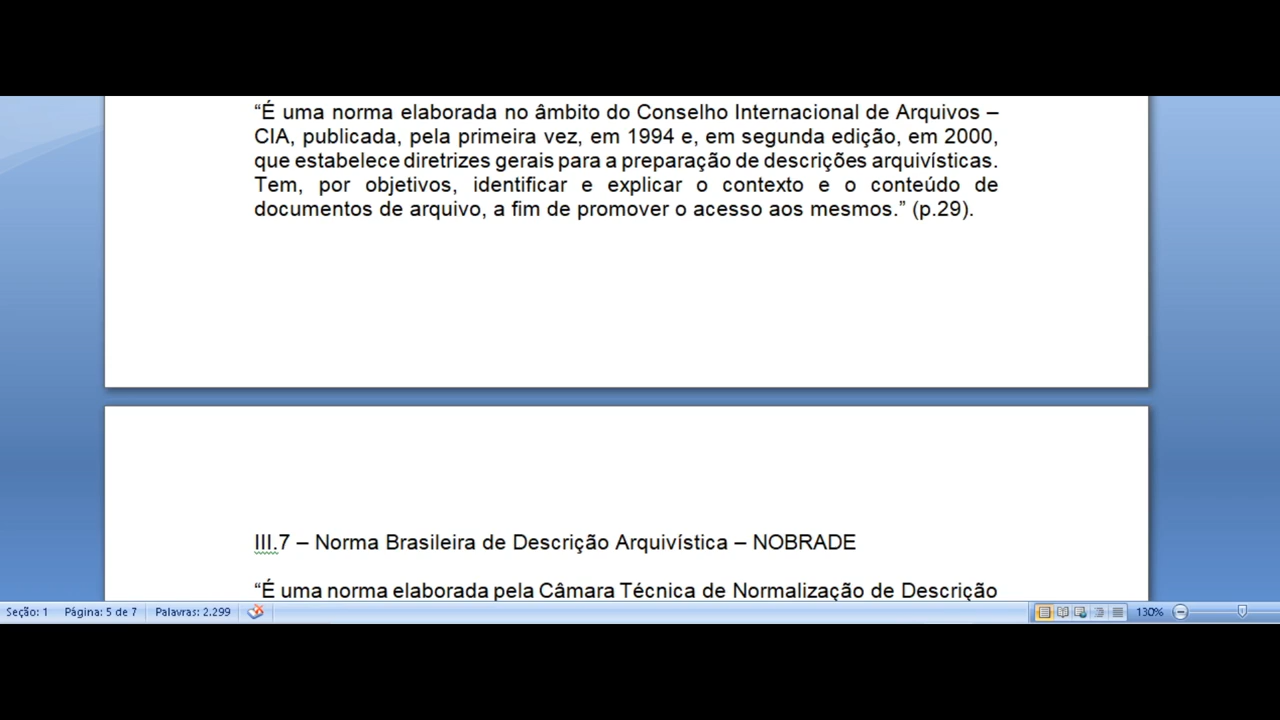 “É uma norma elaborada no âmbito do Conselho Internacional de Arquivos –
CIA, publicada, pela primeira vez, em 1994 e, em segunda edição, em 2000,
que estabelece diretrizes gerais para a preparação de descrições arquivísticas.
Tem, por objetivos, identificar e explicar o contexto e o conteúdo de
documentos de arquivo, a fim de promover o acesso aos mesmos.” (p.29).
III.7 – Norma Brasileira de Descrição Arquivística – NOBRADE
“É uma norma elaborada pela Câmara Técnica de Normalização de Descrição
Seção: 1 Página: 5 de 7 Palavras: 2.299 130%